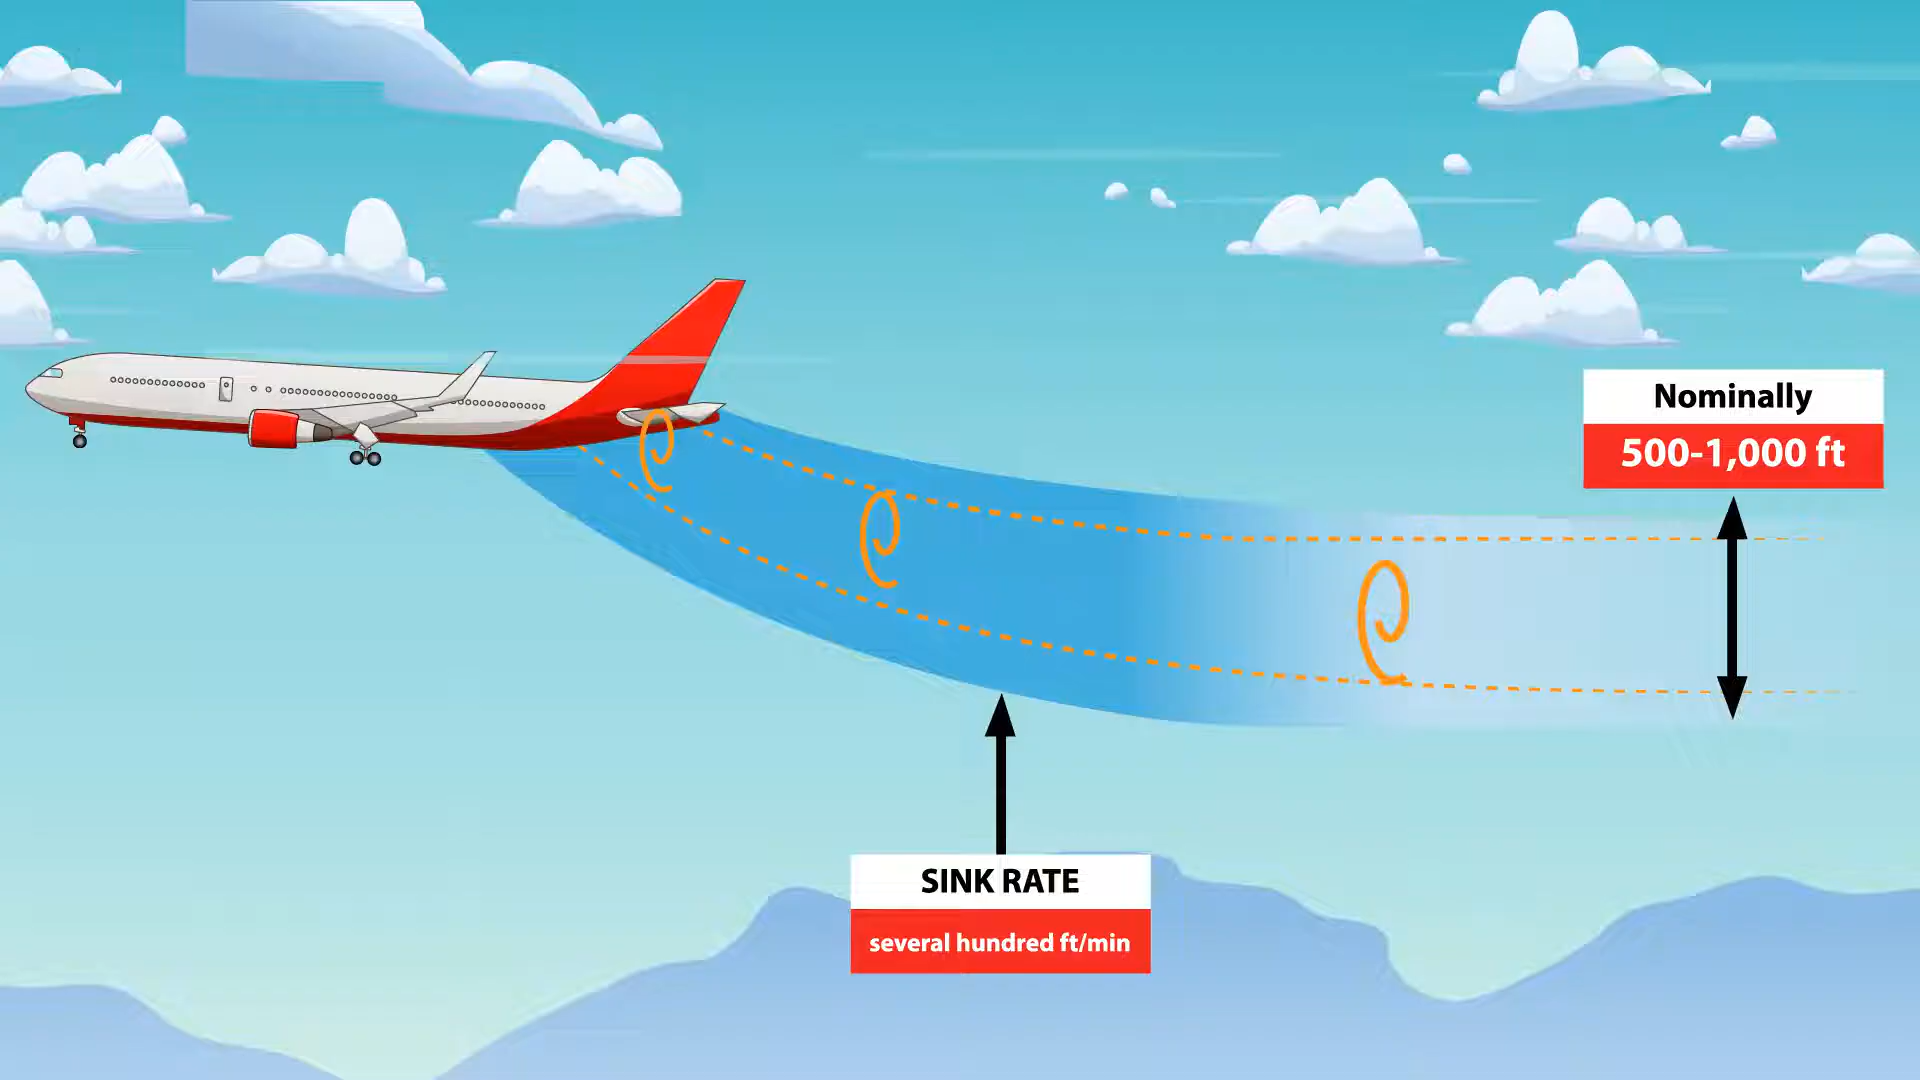 Nominally
500-1,000 ft
SINK RATE
several hundred ft/min